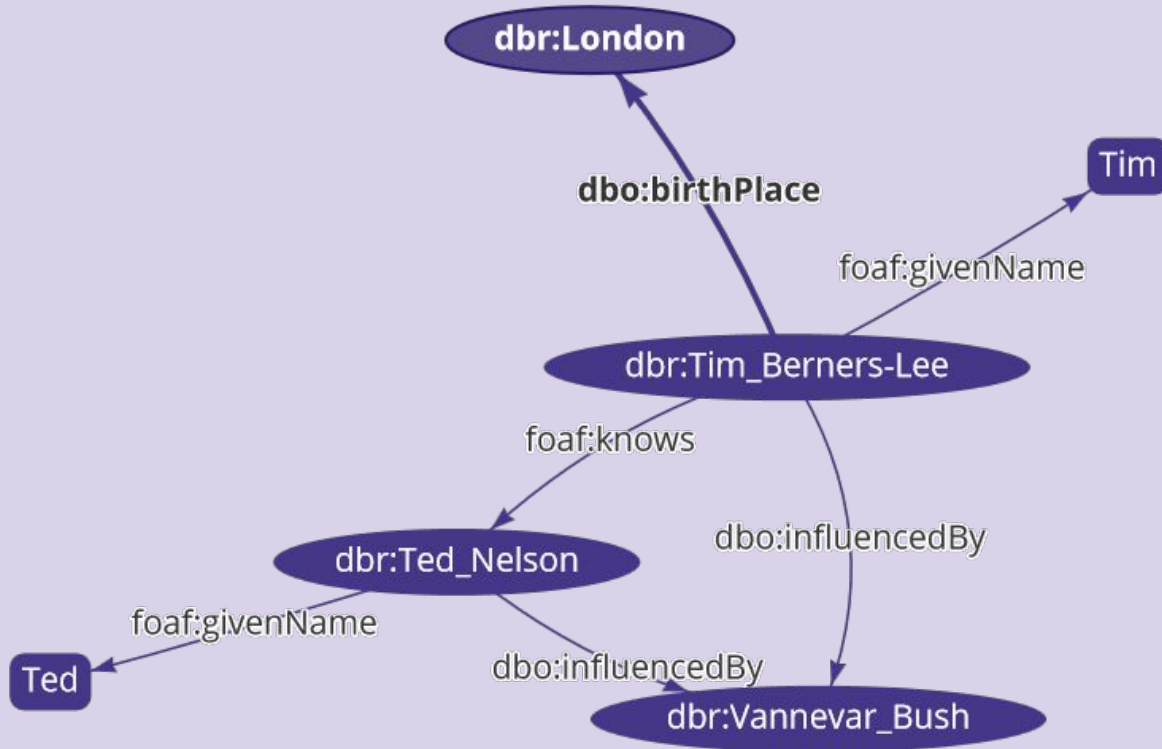 dbr:London
dbo:birthPlace
Tim
foaf:givenName
dbr:Tim_Berners-Lee
foaf:knows
dbo:influencedBy
dbr:Ted_Nelson
foaf:givenName
dbo:influencedBy
Ted
dbr:Vannevar_Bush